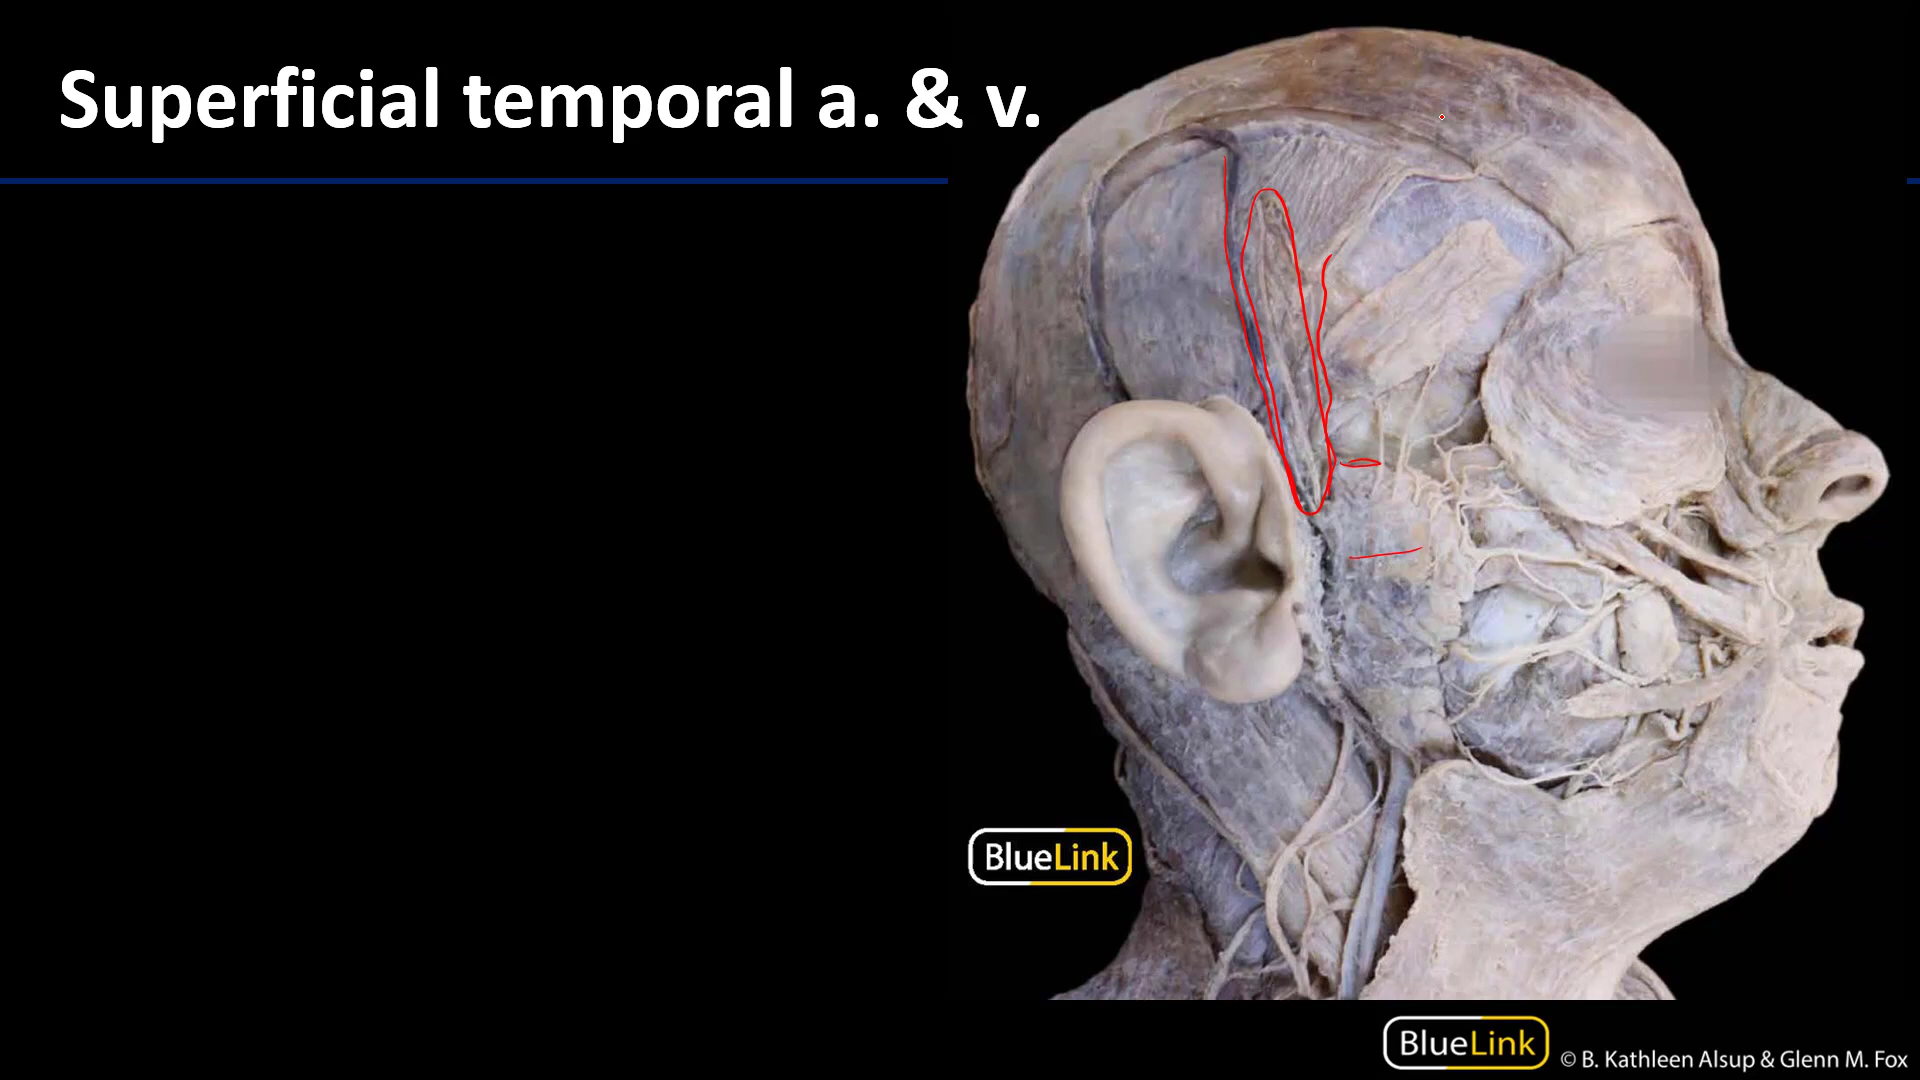 Superficial temporal a. & v.
BlueLink
BlueLink
© B. Kathleen Alsup & Glenn M. Fox